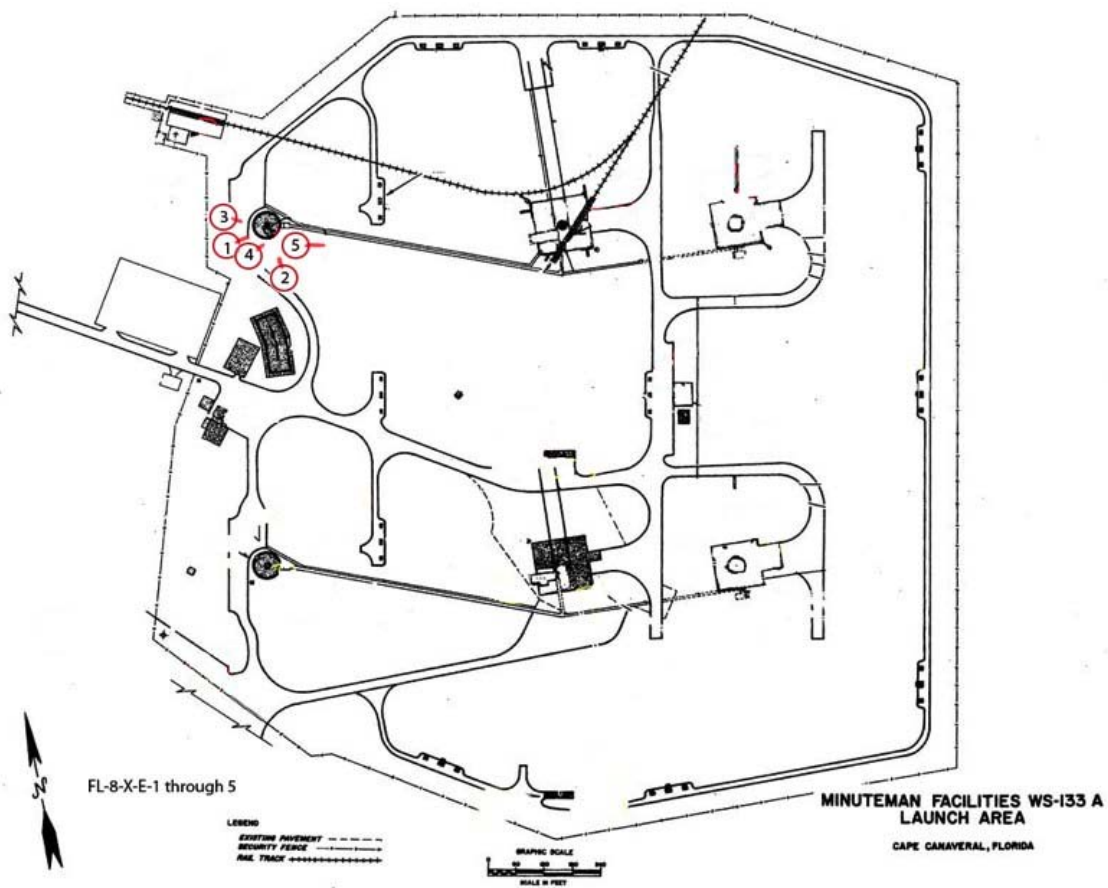 3
1
4
5
2
FL-8-X-E-1 through 5
LEGEND
EXISTING PAVEMENT
SECURITY FENCE
RAIL TRACK
GRAPHIC SCALE
SCALE IN FEET
MINUTEMAN FACILITIES WS-133 A
LAUNCH AREA
CAPE CANAVERAL, FLORIDA